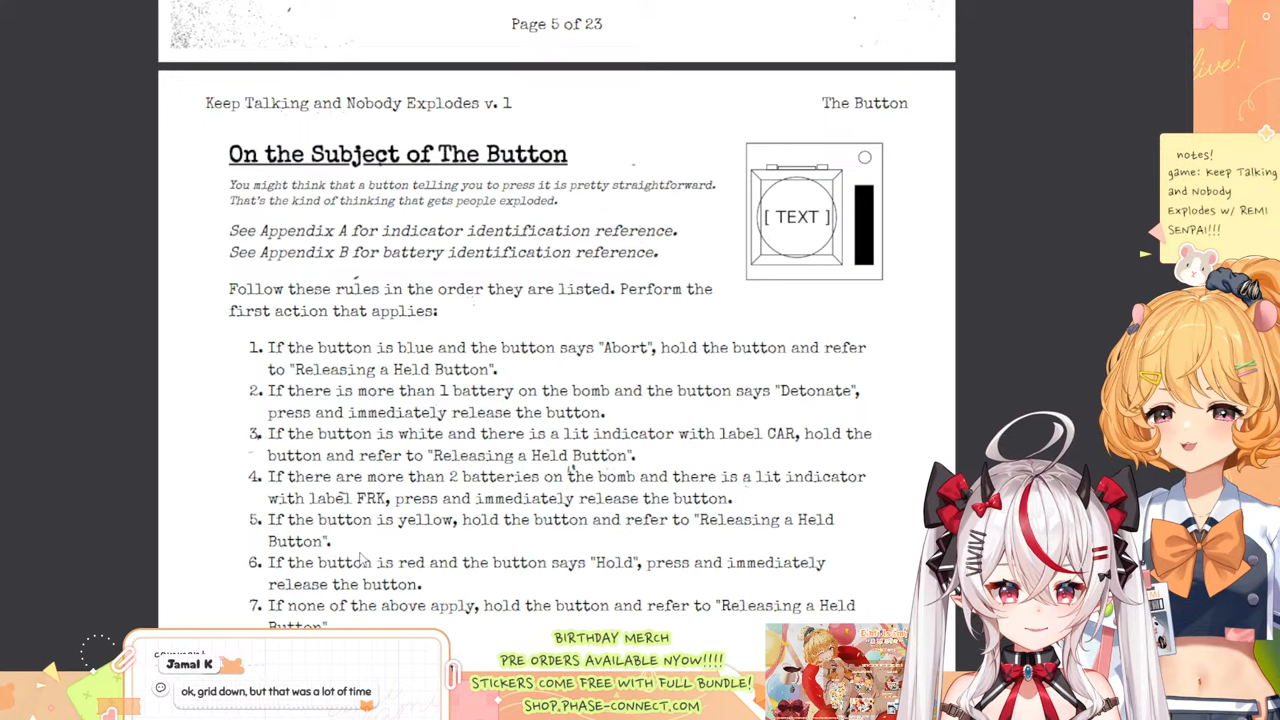 Page 5 of 23
Keep Talking and Nobody Explodes v. 1
The Button
On the Subject of The Button
You might think that a button telling you to press it is pretty straightforward.
That's the kind of thinking that gets people exploded.
See Appendix A for indicator identification reference.
See Appendix B for battery identification reference.
[ TEXT ]
Follow these rules in the order they are listed. Perform the
first action that applies:
1. If the button is blue and the button says "Abort", hold the button and refer
to "Releasing a Held Button".
2. If there is more than 1 battery on the bomb and the button says "Detonate",
press and immediately release the button.
3. If the button is white and there is a lit indicator with label CAR, hold the
button and refer to "Releasing a Held Button".
4. If there are more than 2 batteries on the bomb and there is a lit indicator
with label FRK, press and immediately release the button.
5. If the button is yellow, hold the button and refer to "Releasing a Held
Button".
6. If the button is red and the button says "Hold", press and immediately
release the button.
7. If none of the above apply, hold the button and refer to "Releasing a Held
Button".
live!
notes!
game: Keep Talking
and Nobody
Explodes w/ REMI
SENPAI!!!
Jamal K
ok, grid down, but that was a lot of time
BIRTHDAY MERCH
PRE ORDERS AVAILABLE NYOW!!!!
STICKERS COME FREE WITH FULL BUNDLE!
SHOP.PHASE-CONNECT.COM